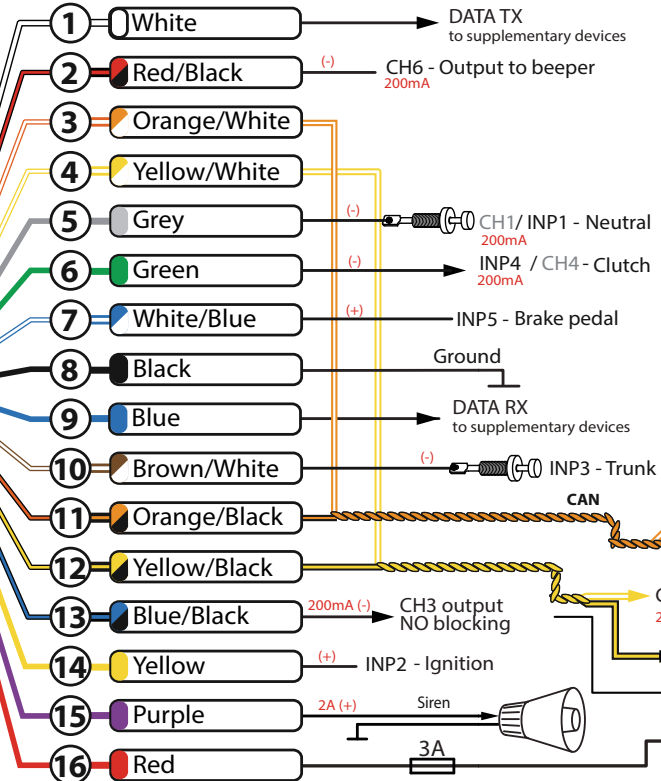 1 White DATA TX
to supplementary devices
2 Red/Black (-) CH6 - Output to beeper
200mA
3 Orange/White
4 Yellow/White
5 Grey (-) CH1/ INP1 - Neutral
200mA
6 Green (-) INP4 / CH4 - Clutch
200mA
7 White/Blue (+) INP5 - Brake pedal
8 Black Ground
9 Blue DATA RX
to supplementary devices
10 Brown/White (-) INP3 - Trunk
CAN
11 Orange/Black
12 Yellow/Black
13 Blue/Black 200mA (-) CH3 output
NO blocking
14 Yellow (+) INP2 - Ignition
15 Purple 2A (+) Siren
16 Red 3A